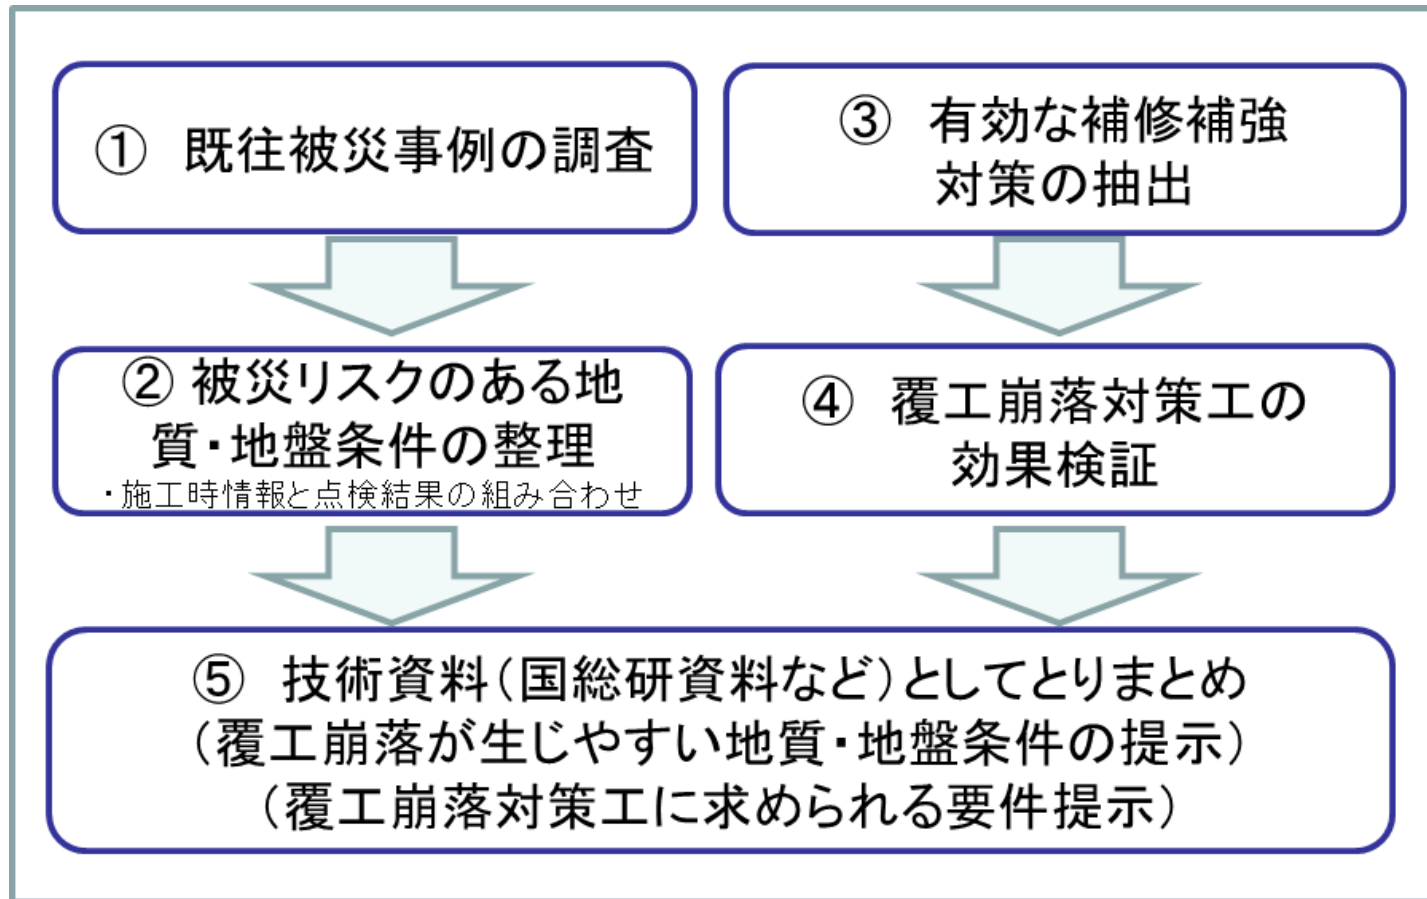 ① 既往被災事例の調査
② 被災リスクのある地
質・地盤条件の整理
・施工時情報と点検結果の組み合わせ
③ 有効な補修補強
対策の抽出
④ 覆工崩落対策工の
効果検証
⑤ 技術資料(国総研資料など)としてとりまとめ
(覆工崩落が生じやすい地質・地盤条件の提示)
(覆工崩落対策工に求められる要件提示)